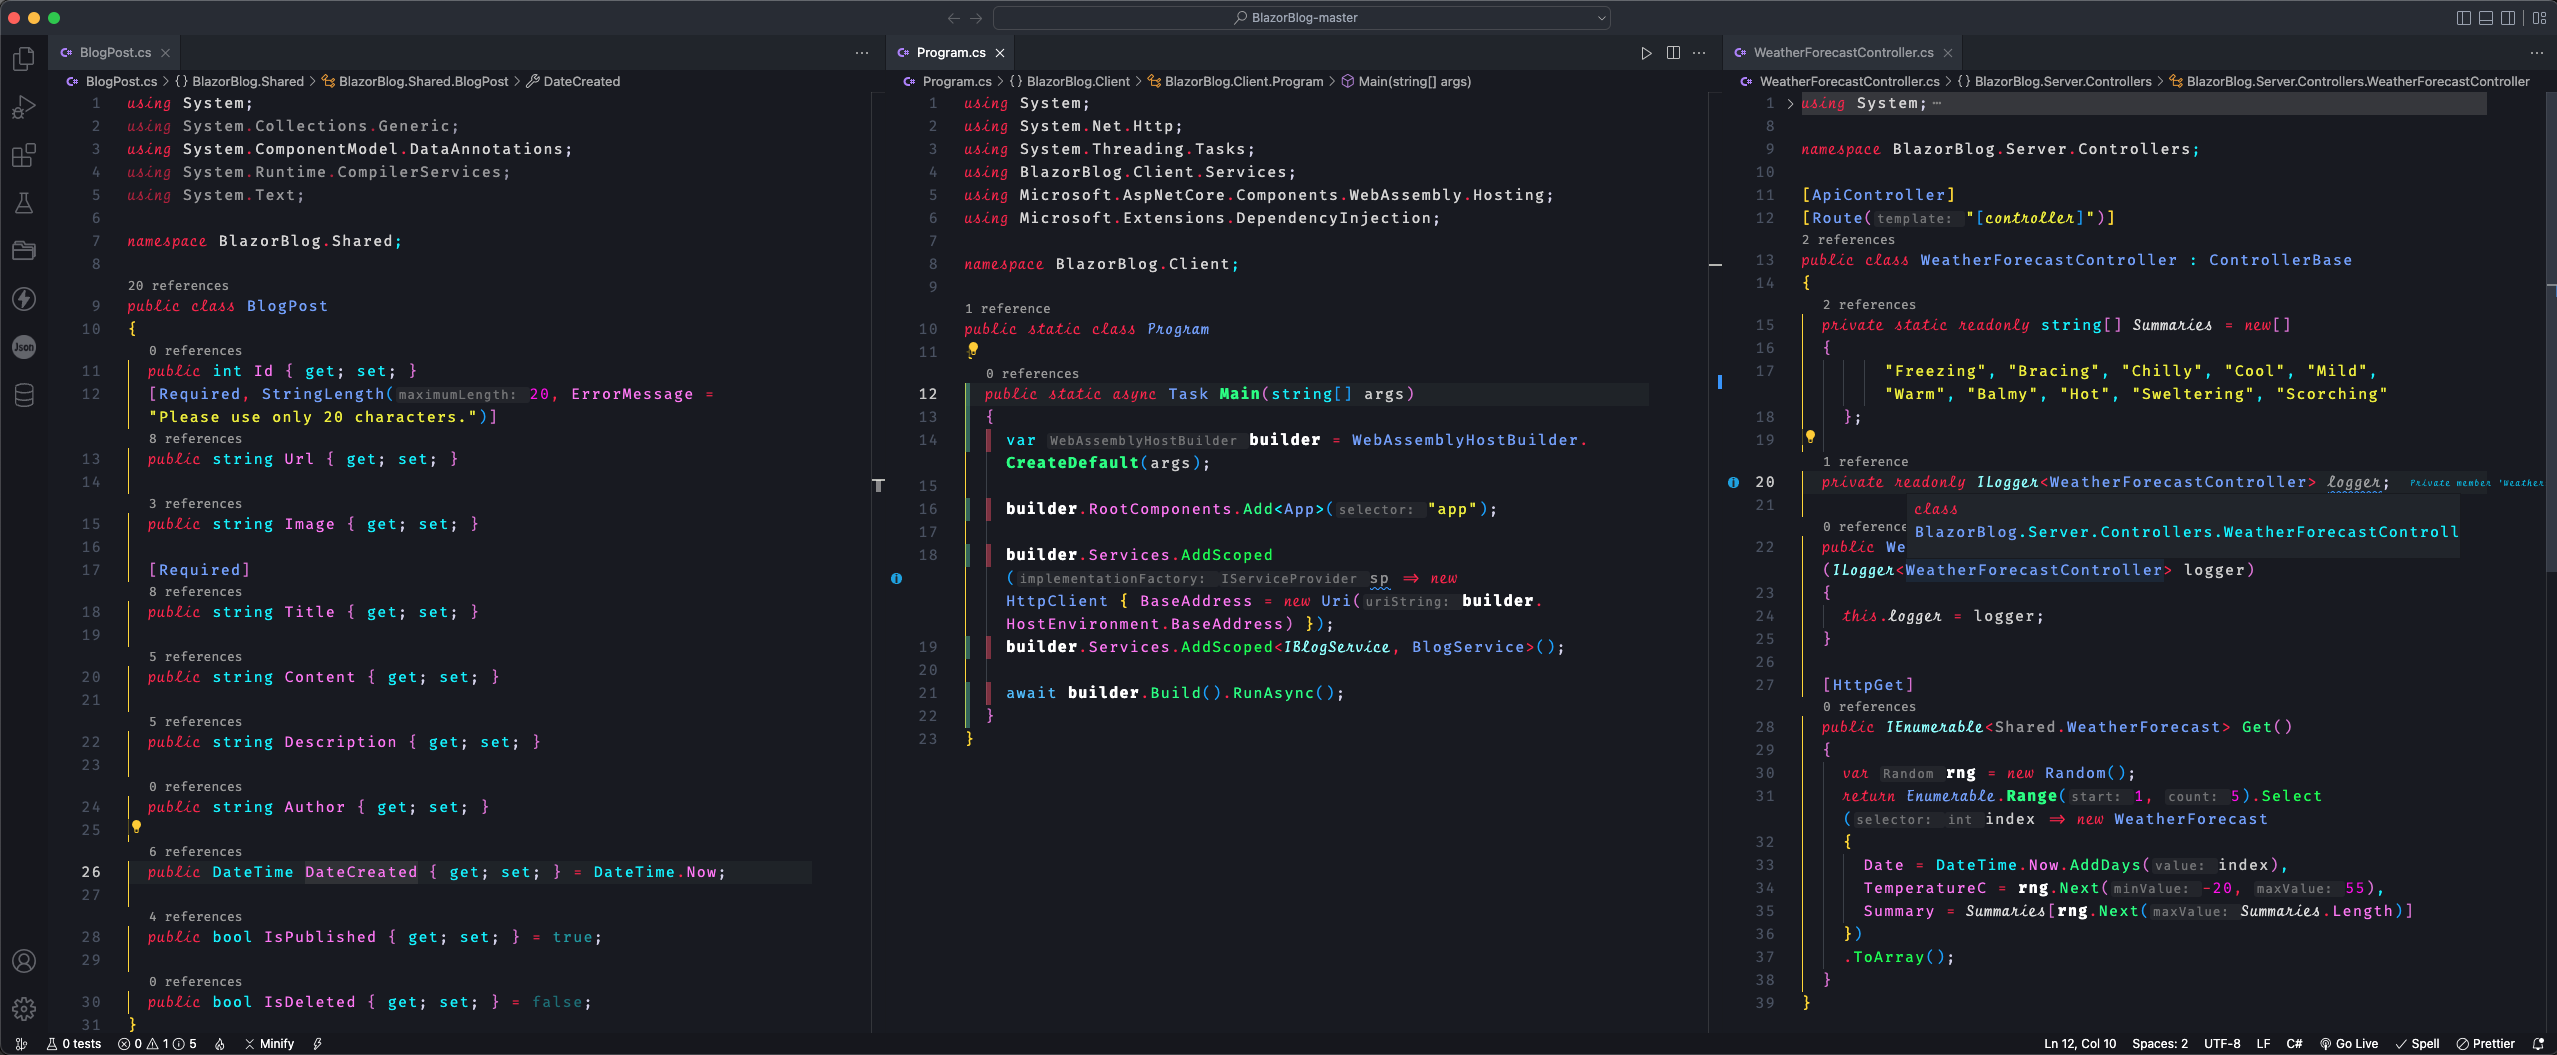 BlazorBlog-master
BlogPost.cs
BlogPost.cs > {} BlazorBlog.Shared > BlazorBlog.Shared.BlogPost > DateCreated
1 using System;
2 using System.Collections.Generic;
3 using System.ComponentModel.DataAnnotations;
4 using System.Runtime.CompilerServices;
5 using System.Text;
6
7 namespace BlazorBlog.Shared;
8
20 references
9 public class BlogPost
10 {
0 references
11 public int Id { get; set; }
12 [Required, StringLength(maximumLength: 20, ErrorMessage =
"Please use only 20 characters.")]
8 references
13 public string Url { get; set; }
14
3 references
15 public string Image { get; set; }
16
17 [Required]
8 references
18 public string Title { get; set; }
19
5 references
20 public string Content { get; set; }
21
5 references
22 public string Description { get; set; }
23
0 references
24 public string Author { get; set; }
25
6 references
26 public DateTime DateCreated { get; set; } = DateTime.Now;
27
4 references
28 public bool IsPublished { get; set; } = true;
29
0 references
30 public bool IsDeleted { get; set; } = false;
31 }
Program.cs
Program.cs > {} BlazorBlog.Client > BlazorBlog.Client.Program > Main(string[] args)
1 using System;
2 using System.Net.Http;
3 using System.Threading.Tasks;
4 using BlazorBlog.Client.Services;
5 using Microsoft.AspNetCore.Components.WebAssembly.Hosting;
6 using Microsoft.Extensions.DependencyInjection;
7
8 namespace BlazorBlog.Client;
9
1 reference
10 public static class Program
11
0 references
12 public static async Task Main(string[] args)
13 {
14 var WebAssemblyHostBuilder builder = WebAssemblyHostBuilder.
CreateDefault(args);
15
16 builder.RootComponents.Add<App>(selector: "app");
17
18 builder.Services.AddScoped
(implementationFactory: IServiceProvider sp => new
HttpClient { BaseAddress = new Uri(uriString: builder.
HostEnvironment.BaseAddress) });
19 builder.Services.AddScoped<IBlogService, BlogService>();
20
21 await builder.Build().RunAsync();
22 }
23 }
WeatherForecastController.cs
WeatherForecastController.cs > {} BlazorBlog.Server.Controllers > BlazorBlog.Server.Controllers.WeatherForecastController
1 > using System; ⋯
8
9 namespace BlazorBlog.Server.Controllers;
10
11 [ApiController]
12 [Route(template: "[controller]")]
2 references
13 public class WeatherForecastController : ControllerBase
14 {
2 references
15 private static readonly string[] Summaries = new[]
16 {
17 "Freezing", "Bracing", "Chilly", "Cool", "Mild",
"Warm", "Balmy", "Hot", "Sweltering", "Scorching"
18 };
19
1 reference
20 private readonly ILogger<WeatherForecastController> logger; Private member 'Weather
21 class
0 reference BlazorBlog.Server.Controllers.WeatherForecastControll
22 public We
(ILogger<WeatherForecastController> logger)
23 {
24 this.logger = logger;
25 }
26
27 [HttpGet]
0 references
28 public IEnumerable<Shared.WeatherForecast> Get()
29 {
30 var Random rng = new Random();
31 return Enumerable.Range(start: 1, count: 5).Select
(selector: int index => new WeatherForecast
32 {
33 Date = DateTime.Now.AddDays(value: index),
34 TemperatureC = rng.Next(minValue: -20, maxValue: 55),
35 Summary = Summaries[rng.Next(maxValue: Summaries.Length)]
36 })
37 .ToArray();
38 }
39 }
Json
0 tests 0 1 5 Minify
Ln 12, Col 10 Spaces: 2 UTF-8 LF C# Go Live Spell Prettier